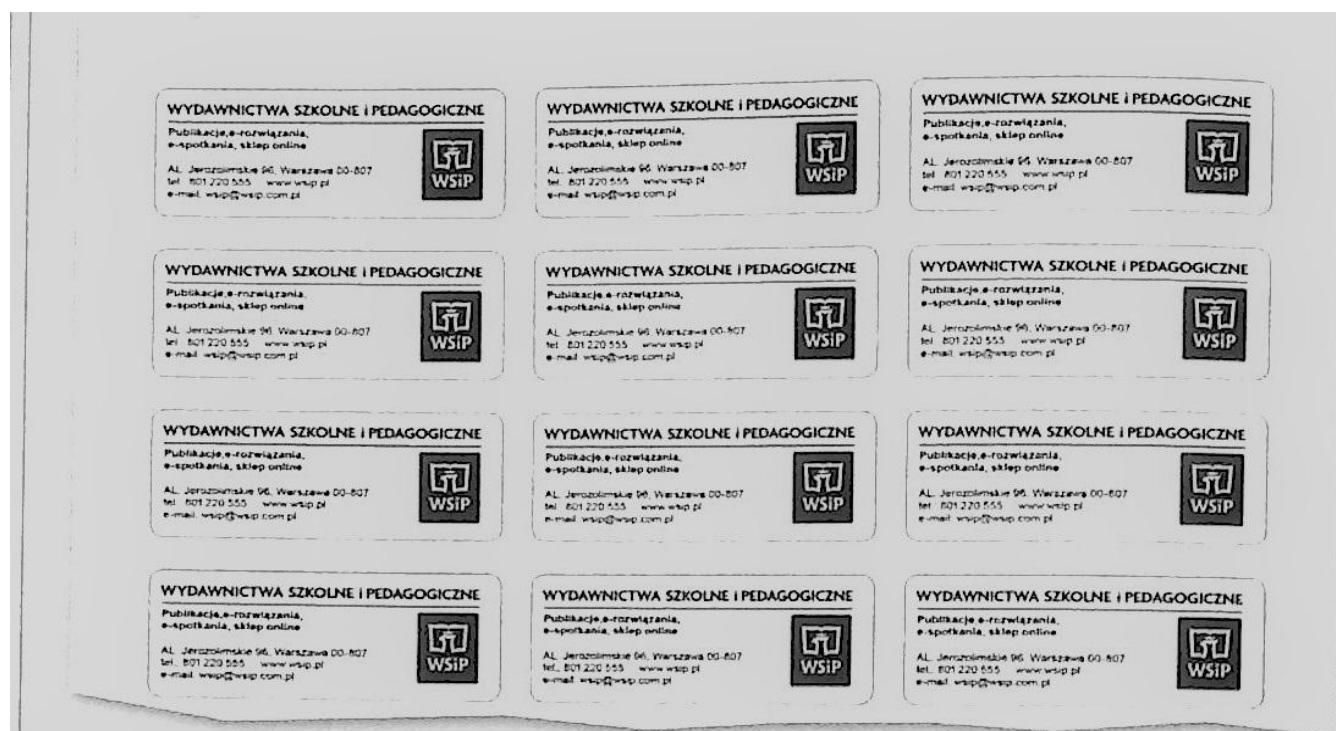 WYDAWNICTWA SZKOLNE i PEDAGOGICZNE
Publikacje,e-rozwiązania,
e-spotkania, sklep online
AL. Jerozolimskie 96, Warszawa 00-807
tel. 801 220 555 www.wsip.pl
e-mail: wsip@wsip.com.pl
WSiP
WYDAWNICTWA SZKOLNE i PEDAGOGICZNE
Publikacje,e-rozwiązania,
e-spotkania, sklep online
AL. Jerozolimskie 96, Warszawa 00-807
tel. 801 220 555 www.wsip.pl
e-mail: wsip@wsip.com.pl
WSiP
WYDAWNICTWA SZKOLNE i PEDAGOGICZNE
Publikacje,e-rozwiązania,
e-spotkania, sklep online
AL. Jerozolimskie 96, Warszawa 00-807
tel. 801 220 555 www.wsip.pl
e-mail: wsip@wsip.com.pl
WSiP
WYDAWNICTWA SZKOLNE i PEDAGOGICZNE
Publikacje,e-rozwiązania,
e-spotkania, sklep online
AL. Jerozolimskie 96, Warszawa 00-807
tel. 801 220 555 www.wsip.pl
e-mail: wsip@wsip.com.pl
WSiP
WYDAWNICTWA SZKOLNE i PEDAGOGICZNE
Publikacje,e-rozwiązania,
e-spotkania, sklep online
AL. Jerozolimskie 96, Warszawa 00-807
tel. 801 220 555 www.wsip.pl
e-mail: wsip@wsip.com.pl
WSiP
WYDAWNICTWA SZKOLNE i PEDAGOGICZNE
Publikacje,e-rozwiązania,
e-spotkania, sklep online
AL. Jerozolimskie 96, Warszawa 00-807
tel. 801 220 555 www.wsip.pl
e-mail: wsip@wsip.com.pl
WSiP
WYDAWNICTWA SZKOLNE i PEDAGOGICZNE
Publikacje,e-rozwiązania,
e-spotkania, sklep online
AL. Jerozolimskie 96, Warszawa 00-807
tel. 801 220 555 www.wsip.pl
e-mail: wsip@wsip.com.pl
WSiP
WYDAWNICTWA SZKOLNE i PEDAGOGICZNE
Publikacje,e-rozwiązania,
e-spotkania, sklep online
AL. Jerozolimskie 96, Warszawa 00-807
tel. 801 220 555 www.wsip.pl
e-mail: wsip@wsip.com.pl
WSiP
WYDAWNICTWA SZKOLNE i PEDAGOGICZNE
Publikacje,e-rozwiązania,
e-spotkania, sklep online
AL. Jerozolimskie 96, Warszawa 00-807
tel. 801 220 555 www.wsip.pl
e-mail: wsip@wsip.com.pl
WSiP
WYDAWNICTWA SZKOLNE i PEDAGOGICZNE
Publikacje,e-rozwiązania,
e-spotkania, sklep online
AL. Jerozolimskie 96, Warszawa 00-807
tel. 801 220 555 www.wsip.pl
e-mail: wsip@wsip.com.pl
WSiP
WYDAWNICTWA SZKOLNE i PEDAGOGICZNE
Publikacje,e-rozwiązania,
e-spotkania, sklep online
AL. Jerozolimskie 96, Warszawa 00-807
tel. 801 220 555 www.wsip.pl
e-mail: wsip@wsip.com.pl
WSiP
WYDAWNICTWA SZKOLNE i PEDAGOGICZNE
Publikacje,e-rozwiązania,
e-spotkania, sklep online
AL. Jerozolimskie 96, Warszawa 00-807
tel. 801 220 555 www.wsip.pl
e-mail: wsip@wsip.com.pl
WSiP